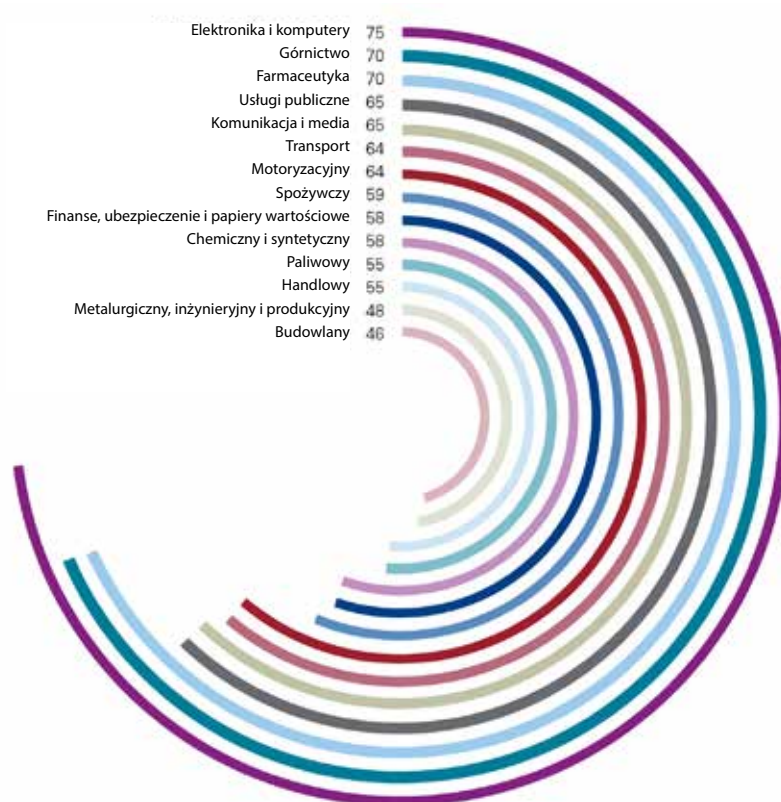 Elektronika i komputery 75
Górnictwo 70
Farmaceutyka 70
Usługi publiczne 65
Komunikacja i media 65
Transport 64
Motoryzacyjny 64
Spożywczy 59
Finanse, ubezpieczenie i papiery wartościowe 58
Chemiczny i syntetyczny 58
Paliwowy 55
Handlowy 55
Metalurgiczny, inżynieryjny i produkcyjny 48
Budowlany 46